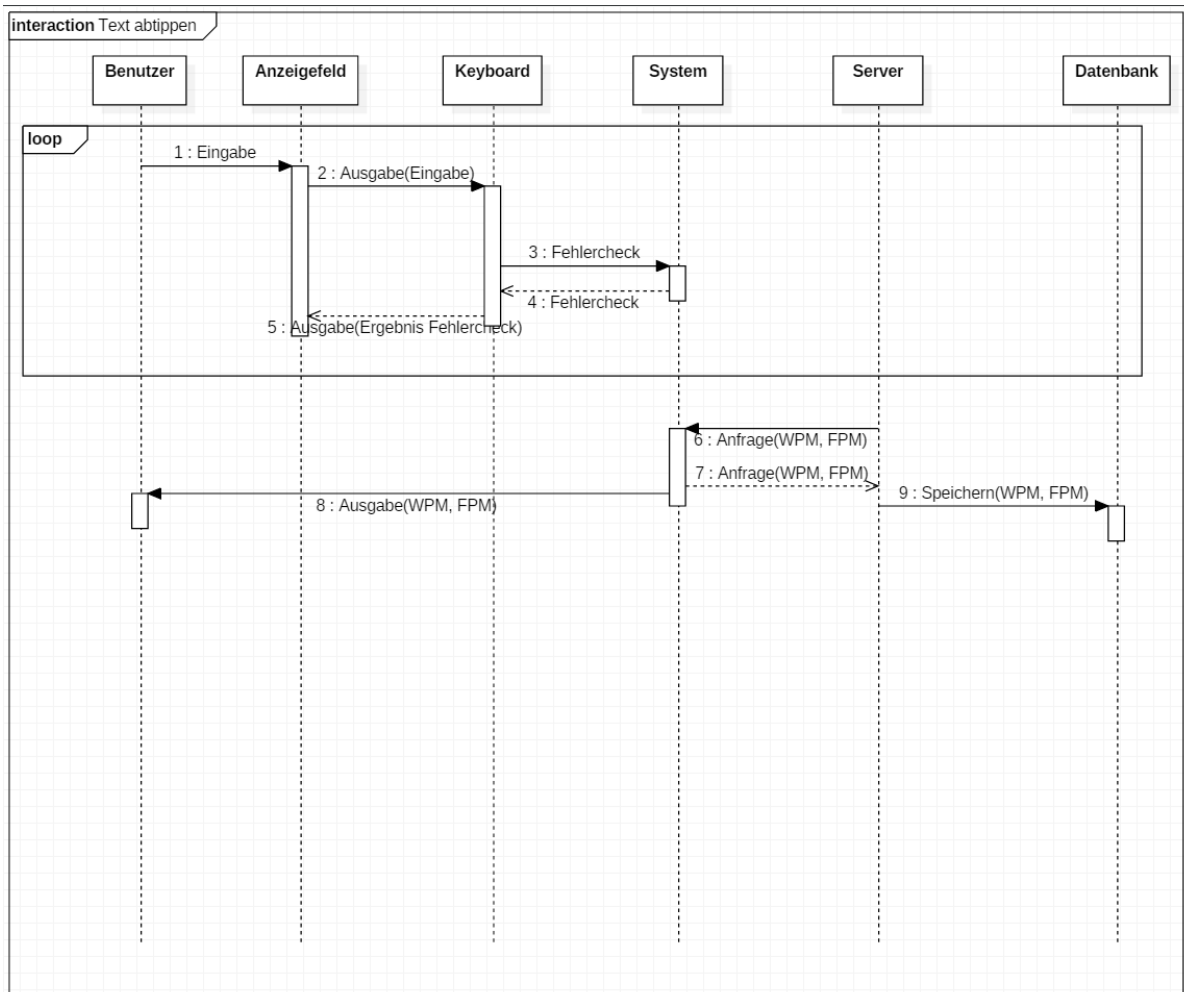 interaction Text abtippen
Benutzer
Anzeigefeld
Keyboard
System
Server
Datenbank
loop
1 : Eingabe
2 : Ausgabe(Eingabe)
3 : Fehlercheck
4 : Fehlercheck
5 : Ausgabe(Ergebnis Fehlercheck)
6 : Anfrage(WPM, FPM)
7 : Anfrage(WPM, FPM)
8 : Ausgabe(WPM, FPM)
9 : Speichern(WPM, FPM)